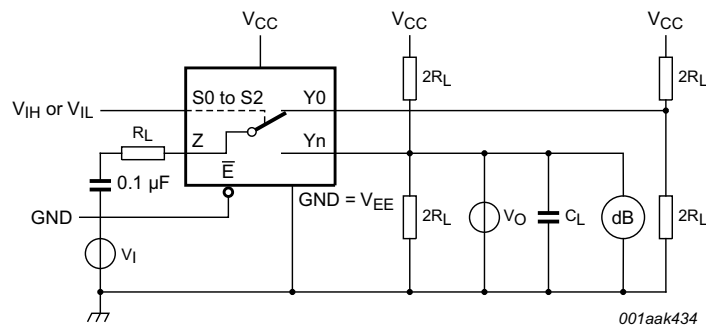 VCC VCC VCC
2RL 2RL
S0 to S2 Y0
VIH or VIL
RL Z Yn
E̅
0.1 µF
GND = VEE
GND 2RL VO CL dB 2RL
VI
001aak434